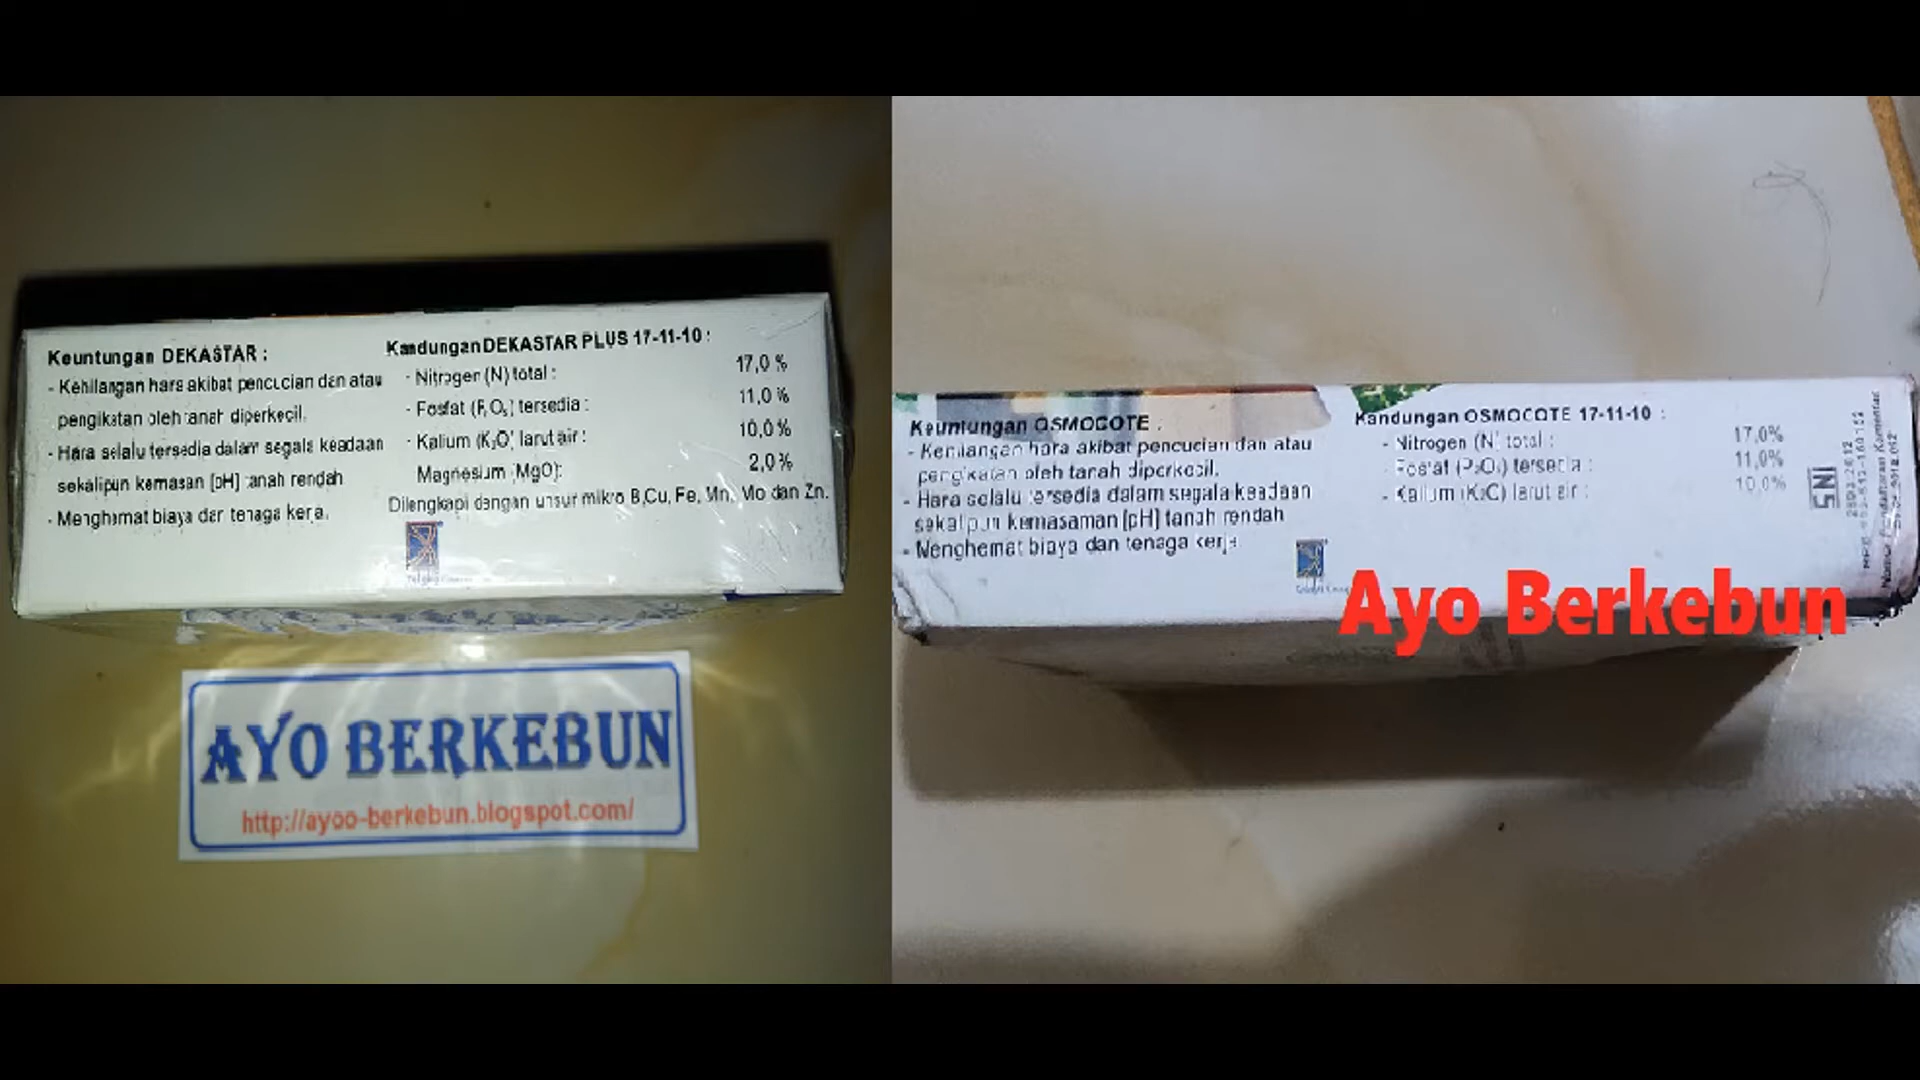 Keuntungan DEKASTAR :
- Kehilangan hara akibat pencucian dan atau
pengikatan oleh tanah diperkecil.
- Hara selalu tersedia dalam segala keadaan
sekalipun kemasan [pH] tanah rendah
- Menghemat biaya dan tenaga kerja.
Kandungan DEKASTAR PLUS 17-11-10 :
- Nitrogen (N) total : 17,0 %
- Fosfat (P₂O₅) tersedia : 11,0 %
- Kalium (K₂O) larut air : 10,0 %
Magnesium (MgO): 2,0 %
Dilengkapi dengan unsur mikro B,Cu, Fe, Mn, Mo dan Zn.
AYO BERKEBUN
http://ayoo-berkebun.blogspot.com/
Keuntungan OSMOCOTE :
- Kehilangan hara akibat pencucian dan atau
pengikatan oleh tanah diperkecil.
- Hara selalu tersedia dalam segala keadaan
sekalipun kemasaman [pH] tanah rendah
- Menghemat biaya dan tenaga kerja.
Kandungan OSMOCOTE 17-11-10 :
- Nitrogen (N) total : 17,0%
- Fosfat (P₂O₅) tersedia : 11,0%
- Kalium (K₂O) larut air : 10,0%
SNI
Ayo Berkebun